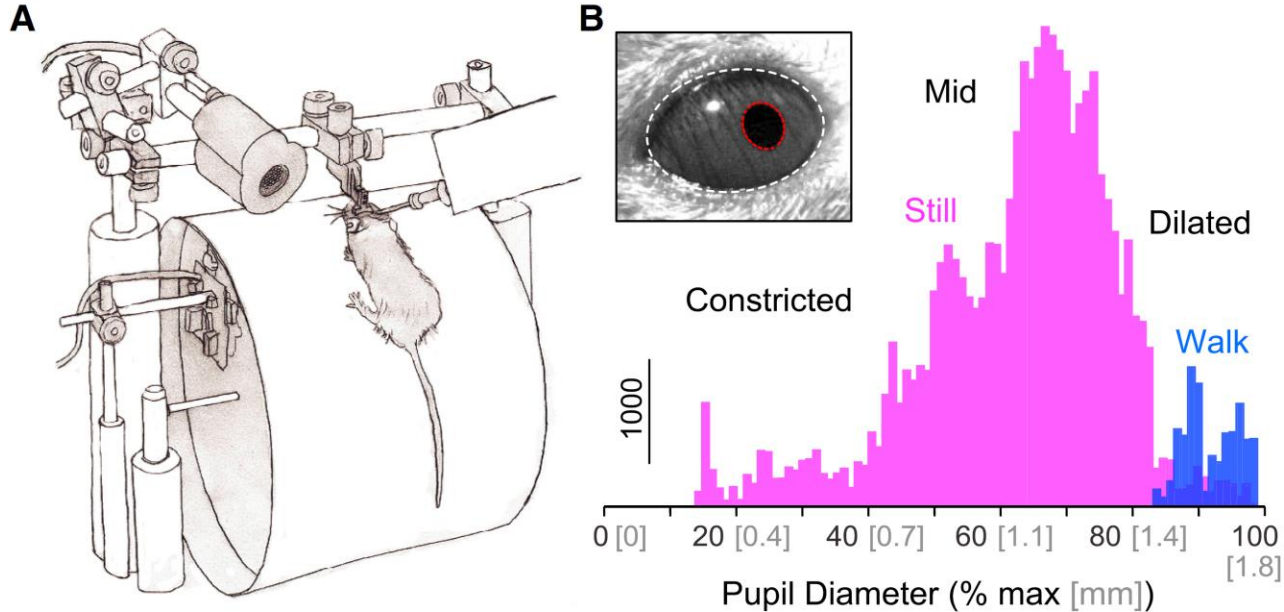 A
B
Mid
Still
Dilated
Constricted
Walk
1000
0 [0] 20 [0.4] 40 [0.7] 60 [1.1] 80 [1.4] 100
[1.8]
Pupil Diameter (% max [mm])